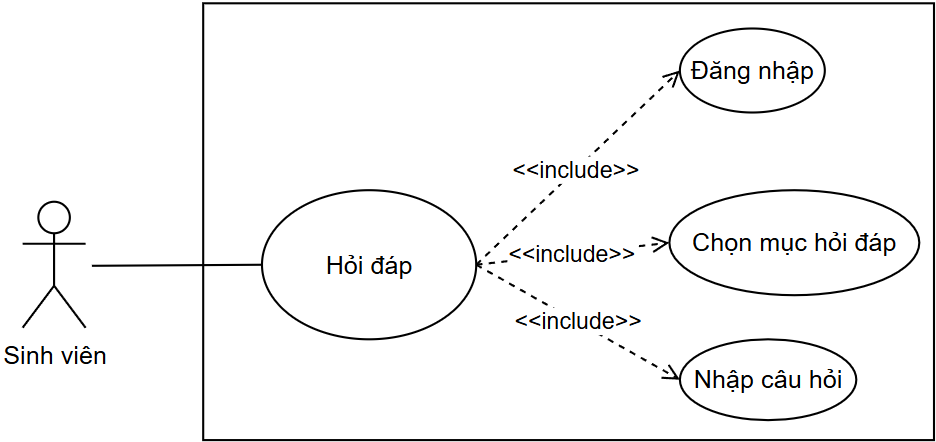 Đăng nhập
<<include>>
Chọn mục hỏi đáp
<<include>>
Hỏi đáp
<<include>>
Sinh viên
Nhập câu hỏi